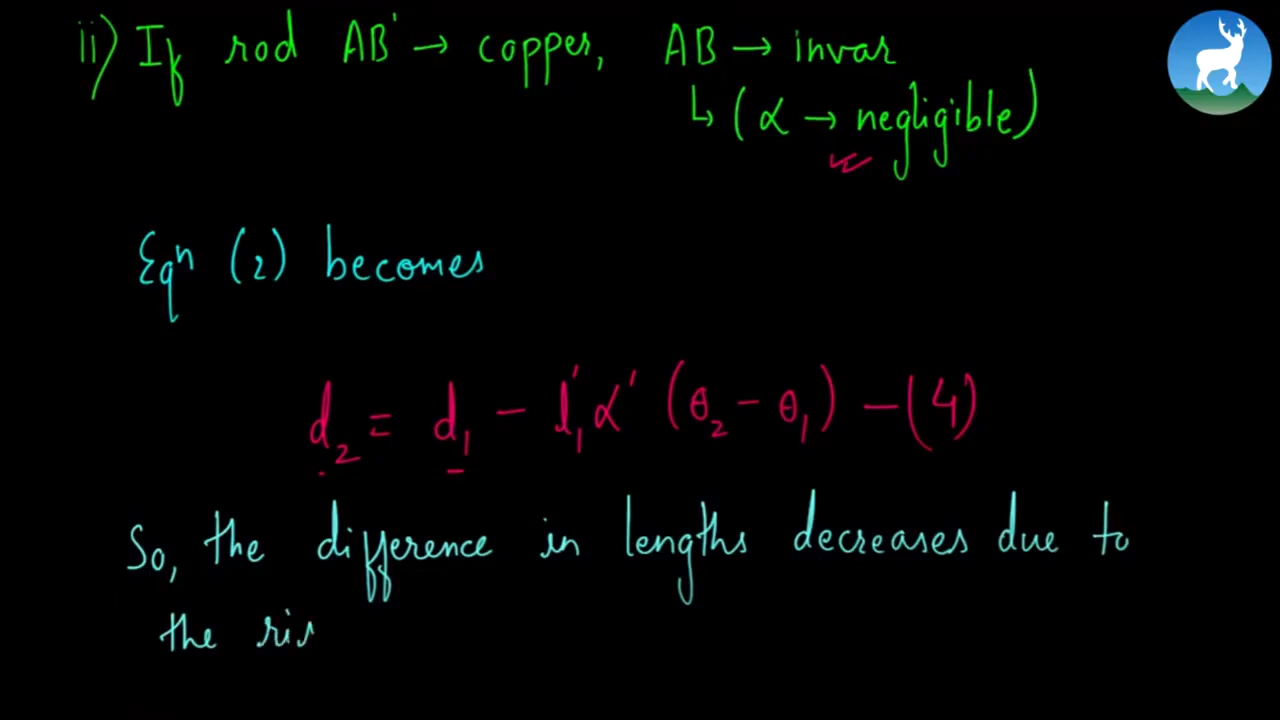 ii) If rod AB' → copper, AB → invar
↳ (α → negligible)
Eqⁿ (2) becomes
d₂ = d₁ - l₁'α' (θ₂ - θ₁) - (4)
So, the difference in lengths decreases due to
the ris